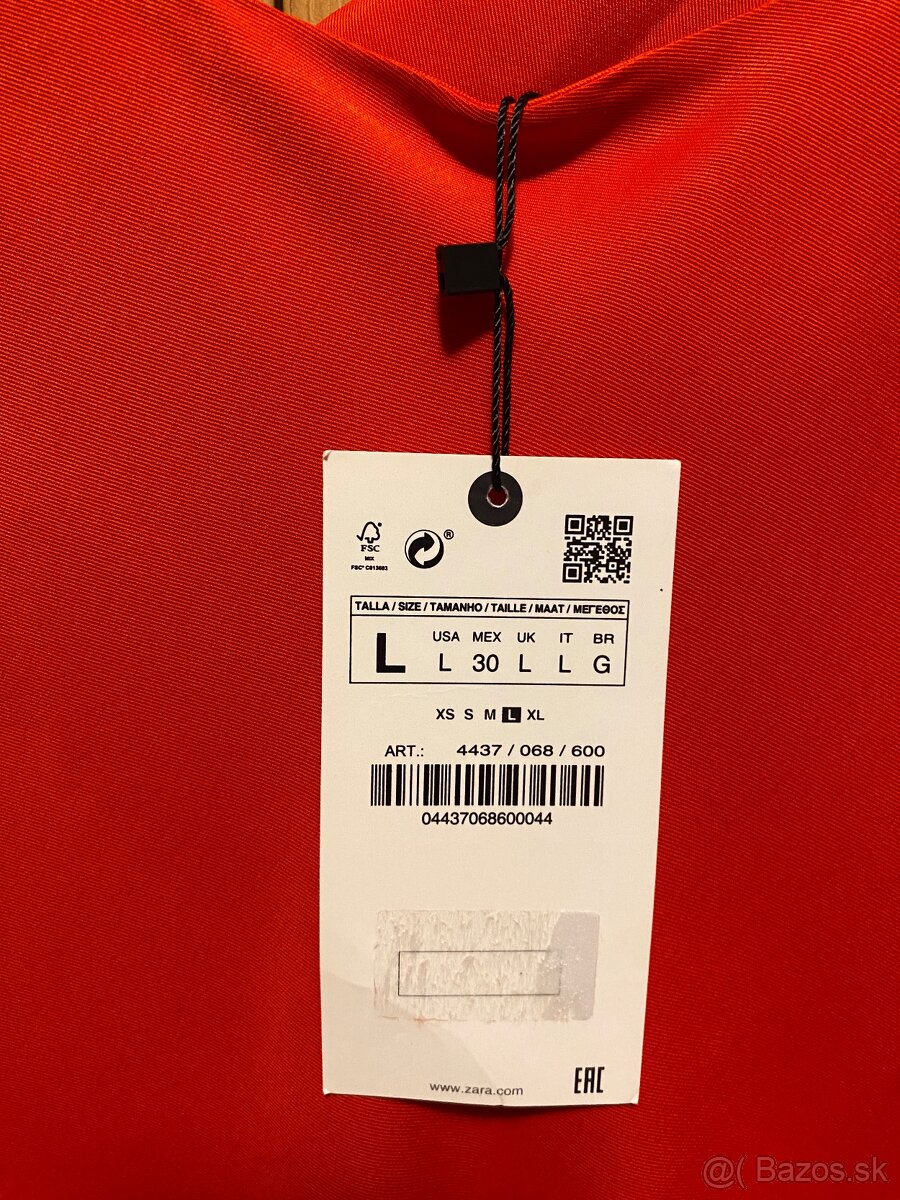 FSC
MIX
FSC® C013693
®
TALLA / SIZE / TAMANHO / TAILLE / MAAT / ΜΕΓΕΘΟΣ
USA MEX UK IT BR
L L 30 L L G
XS S M L XL
ART.: 4437 / 068 / 600
04437068600044
www.zara.com
EAC
@( Bazos.sk